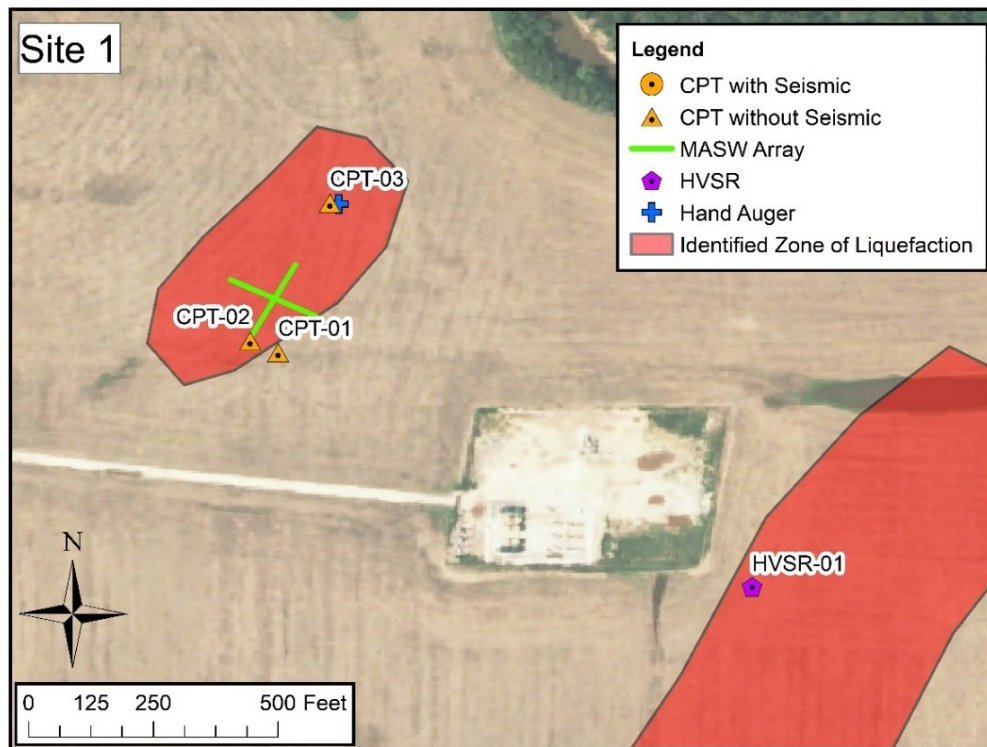 Site 1
Legend
CPT with Seismic
CPT without Seismic
MASW Array
HVSR
Hand Auger
Identified Zone of Liquefaction
CPT-03
CPT-02
CPT-01
HVSR-01
N
0 125 250 500 Feet